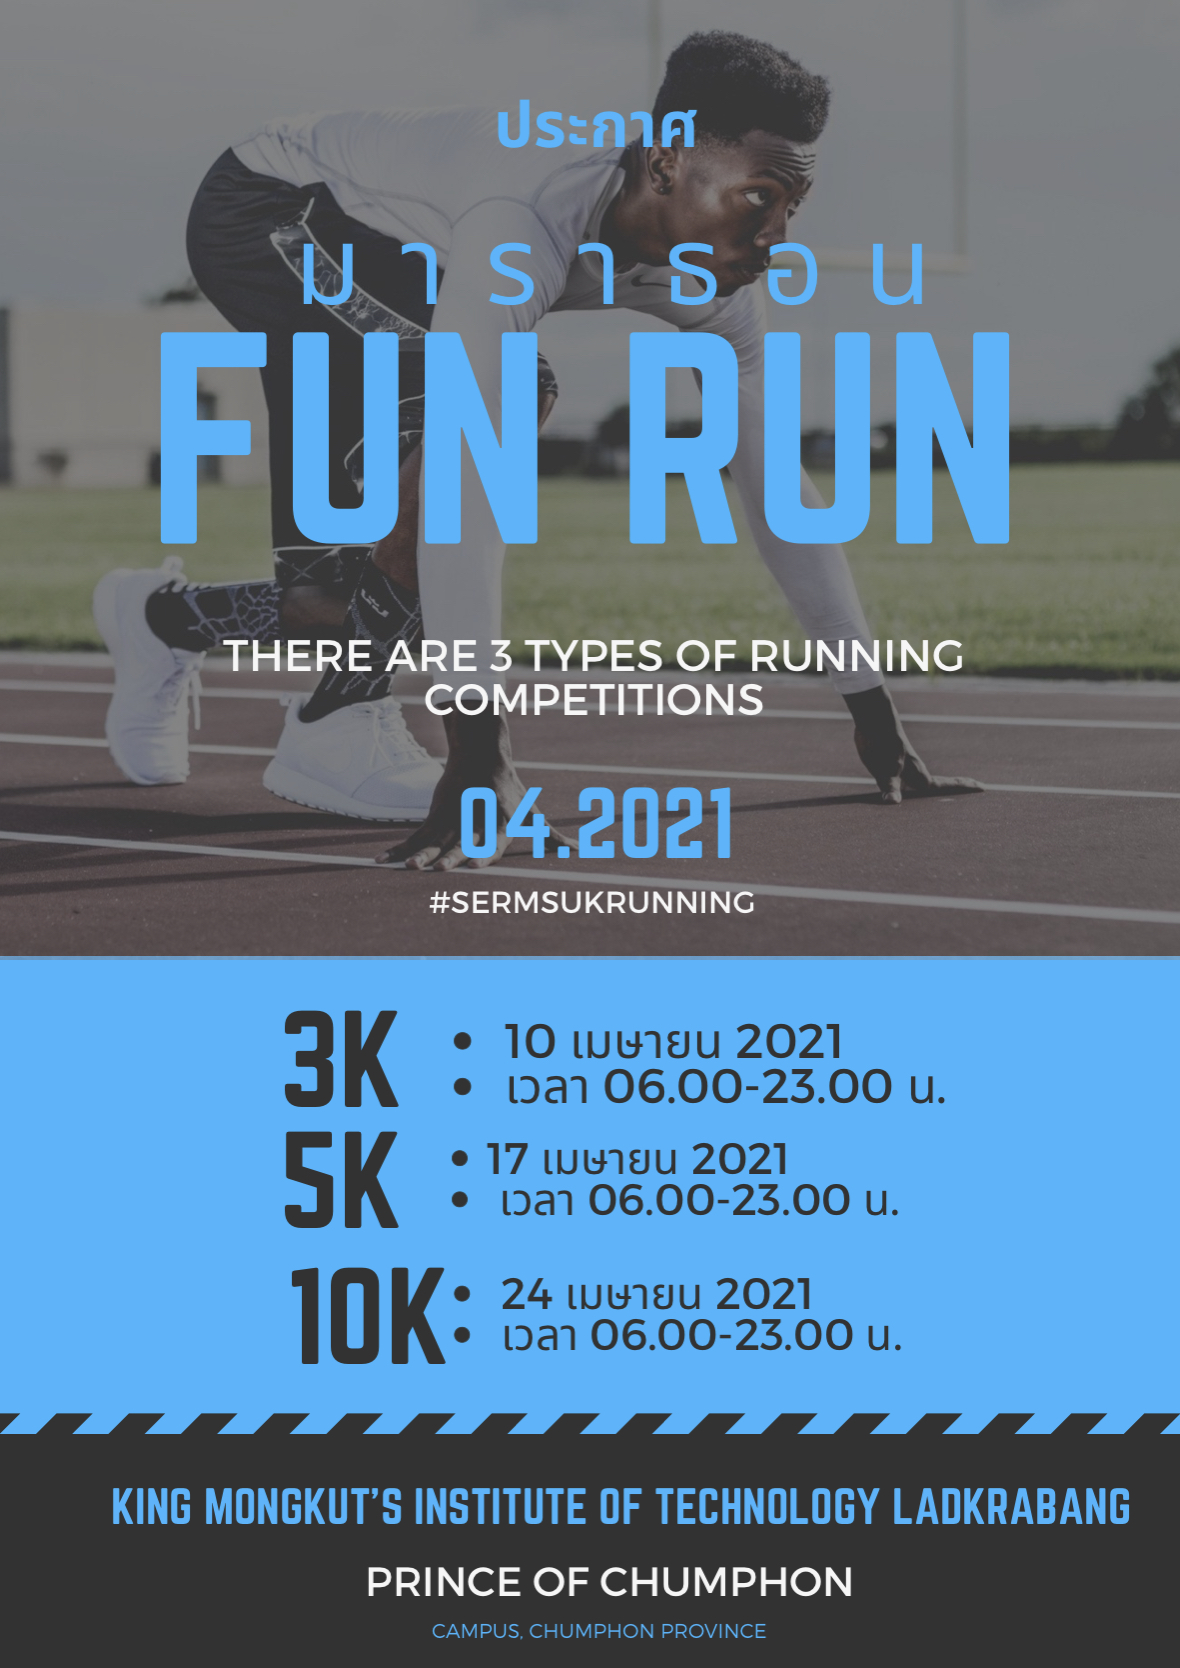 ประกาศ
มาราธอน
FUN RUN
THERE ARE 3 TYPES OF RUNNING
COMPETITIONS
04.2021
#SERMSUKRUNNING
3K
• 10 เมษายน 2021
• เวลา 06.00-23.00 น.
5K
• 17 เมษายน 2021
• เวลา 06.00-23.00 น.
10K
• 24 เมษายน 2021
• เวลา 06.00-23.00 น.
KING MONGKUT'S INSTITUTE OF TECHNOLOGY LADKRABANG
PRINCE OF CHUMPHON
CAMPUS, CHUMPHON PROVINCE